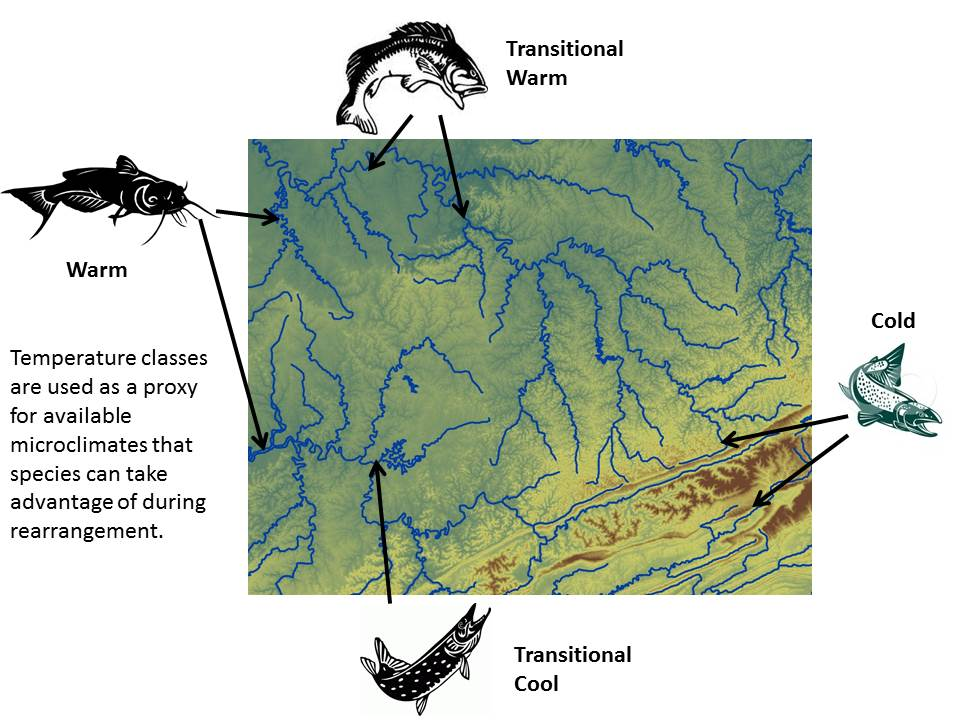 Transitional
Warm
Warm
Cold
Temperature classes
are used as a proxy
for available
microclimates that
species can take
advantage of during
rearrangement.
Transitional
Cool